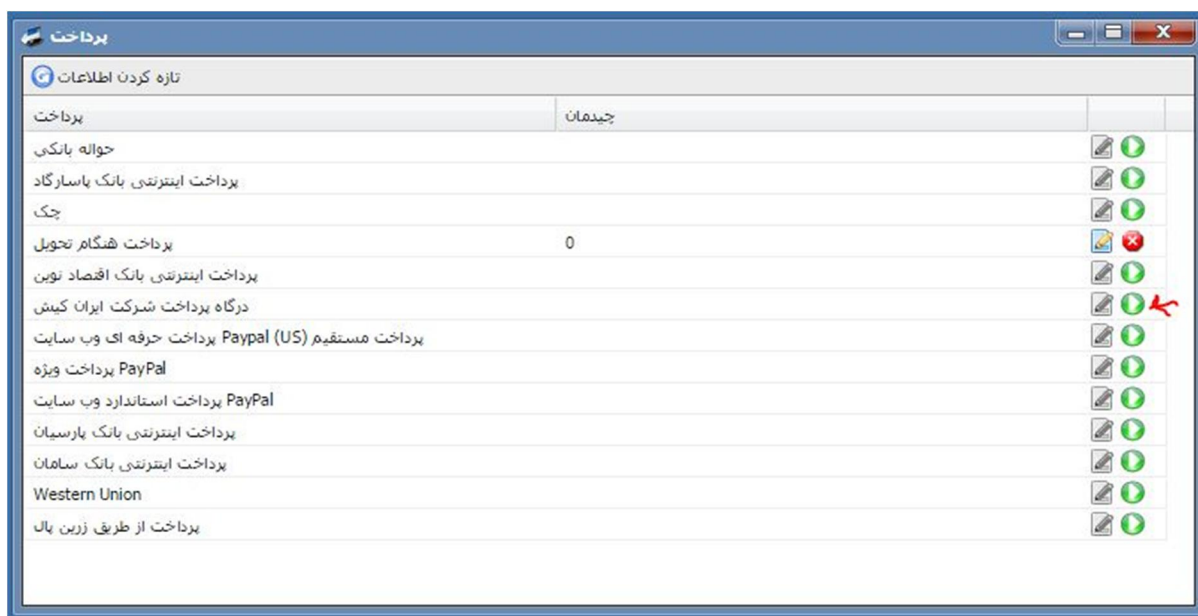 پرداخت
تازه کردن اطلاعات
پرداخت چیدمان
حواله بانکی
پرداخت اینترنتی بانک پاسارگاد
چک
پرداخت هنگام تحویل 0
پرداخت اینترنتی بانک اقتصاد نوین
درگاه پرداخت شرکت ایران کیش
پرداخت مستقیم Paypal (US) پرداخت حرفه ای وب سایت
PayPal پرداخت ویژه
PayPal پرداخت استاندارد وب سایت
پرداخت اینترنتی بانک پارسیان
پرداخت اینترنتی بانک سامان
Western Union
پرداخت از طریق زرین پال